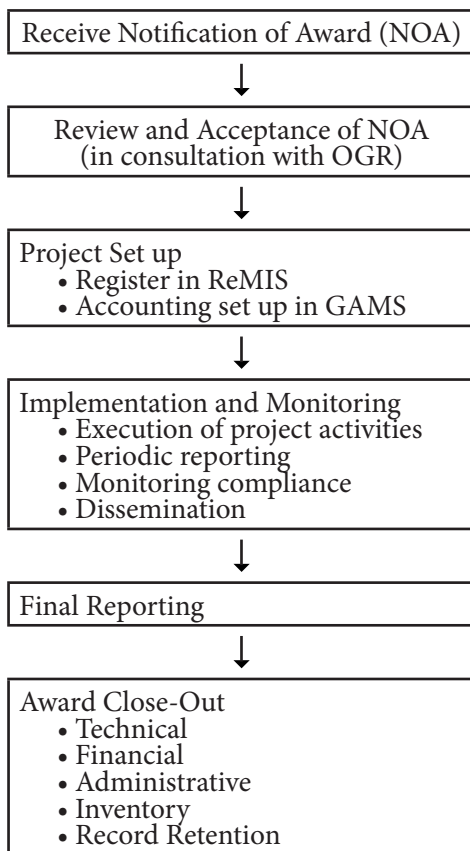 Receive Notification of Award (NOA)
Review and Acceptance of NOA
(in consultation with OGR)
Project Set up
• Register in ReMIS
• Accounting set up in GAMS
Implementation and Monitoring
• Execution of project activities
• Periodic reporting
• Monitoring compliance
• Dissemination
Final Reporting
Award Close-Out
• Technical
• Financial
• Administrative
• Inventory
• Record Retention